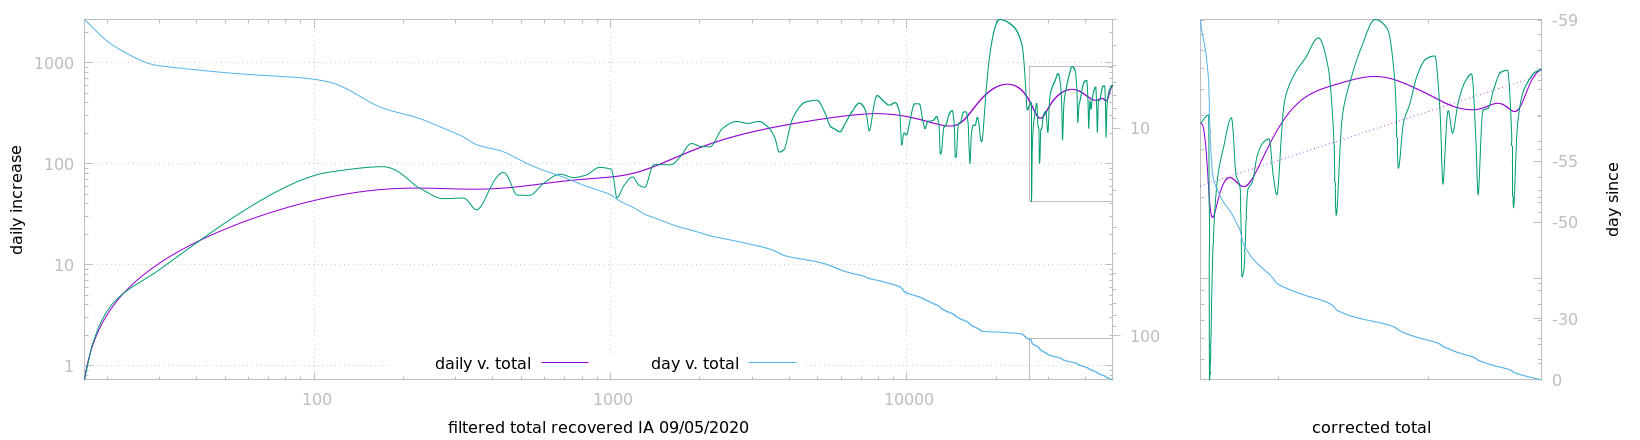 1000
100
10
1
daily increase
daily v. total
day v. total
100
1000
10000
filtered total recovered IA 09/05/2020
10
100
-59
-55
-50
-30
0
day since
corrected total